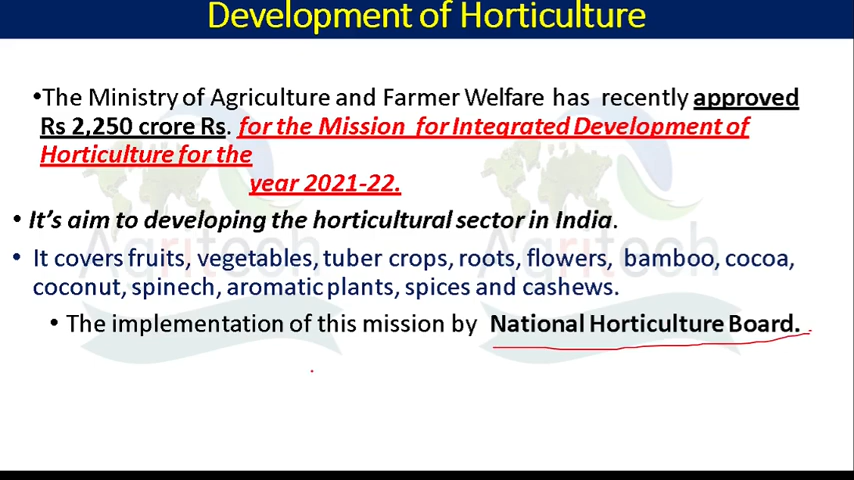 Development of Horticulture
•The Ministry of Agriculture and Farmer Welfare has recently approved
Rs 2,250 crore Rs. for the Mission for Integrated Development of
Horticulture for the
year 2021-22.
• It's aim to developing the horticultural sector in India.
• It covers fruits, vegetables, tuber crops, roots, flowers, bamboo, cocoa,
coconut, spinech, aromatic plants, spices and cashews.
• The implementation of this mission by National Horticulture Board.
Agritech Agritech